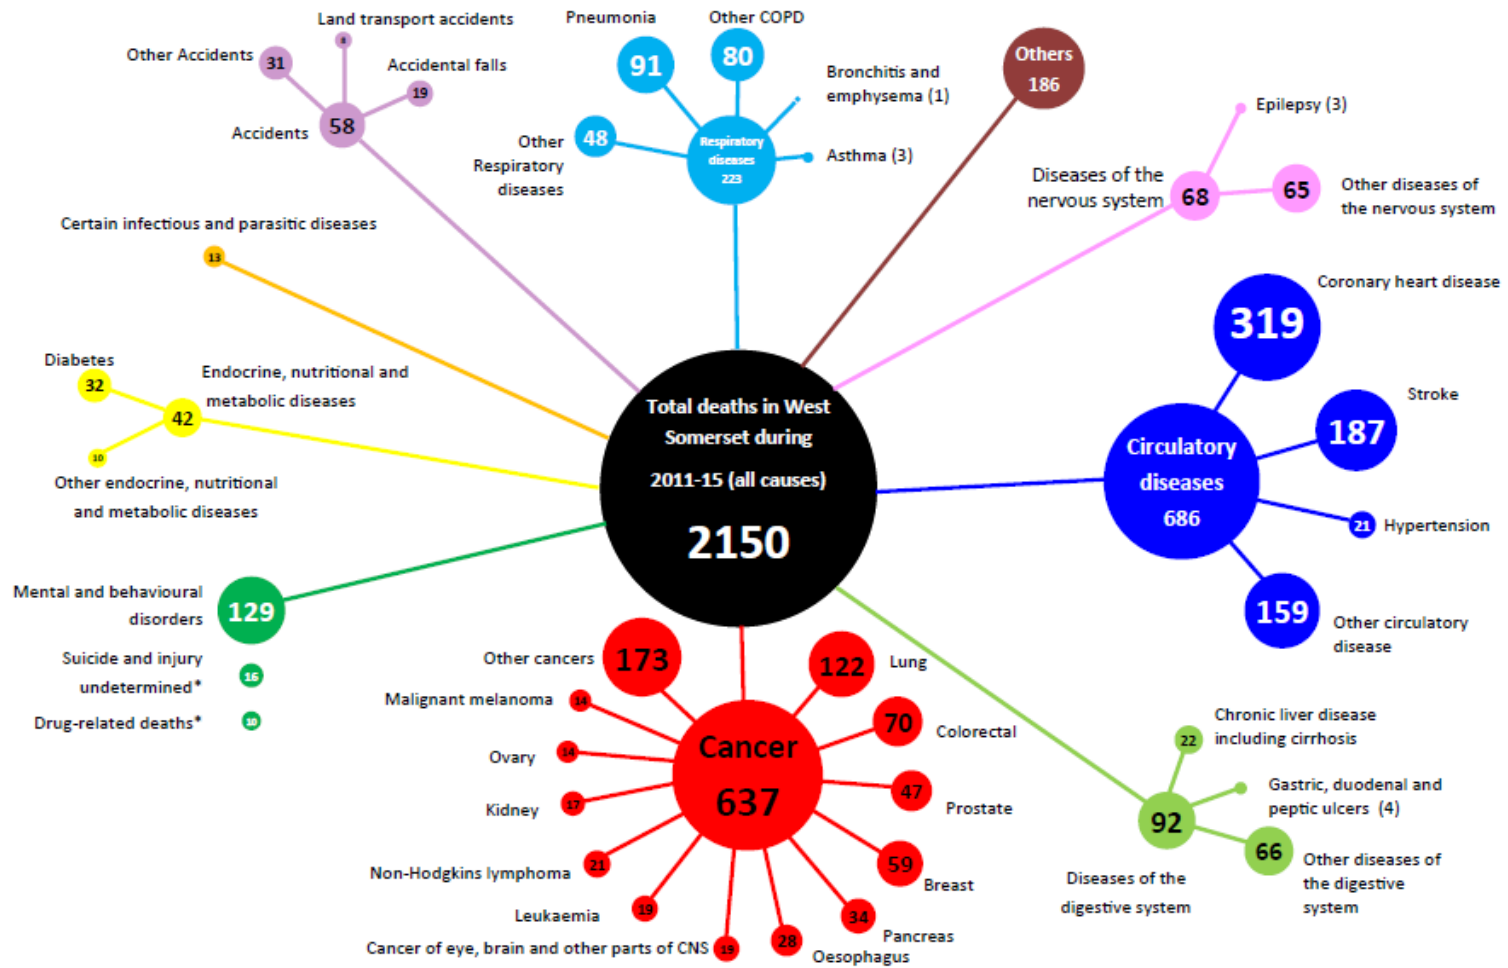 Land transport accidents
8
Other Accidents
31
Accidental falls
19
Accidents
58
Pneumonia
91
Other COPD
80
Bronchitis and
emphysema (1)
Other
Respiratory
diseases
48
Respiratory
diseases
223
Asthma (3)
Others
186
Epilepsy (3)
Diseases of the
nervous system
68
65
Other diseases of
the nervous system
Certain infectious and parasitic diseases
13
Diabetes
32
Endocrine, nutritional and
metabolic diseases
42
10
Other endocrine, nutritional
and metabolic diseases
Total deaths in West
Somerset during
2011-15 (all causes)
2150
Coronary heart disease
319
Stroke
187
Circulatory
diseases
686
21
Hypertension
159
Other circulatory
disease
Mental and behavioural
disorders
129
Suicide and injury
undetermined*
16
Drug-related deaths*
10
Other cancers
173
122
Lung
Malignant melanoma
14
70
Colorectal
Ovary
14
Cancer
637
47
Prostate
Kidney
17
59
Breast
Non-Hodgkins lymphoma
21
34
Pancreas
Leukaemia
19
28
Oesophagus
Cancer of eye, brain and other parts of CNS
19
Chronic liver disease
including cirrhosis
22
Gastric, duodenal and
peptic ulcers (4)
92
66
Other diseases of
the digestive
system
Diseases of the
digestive system